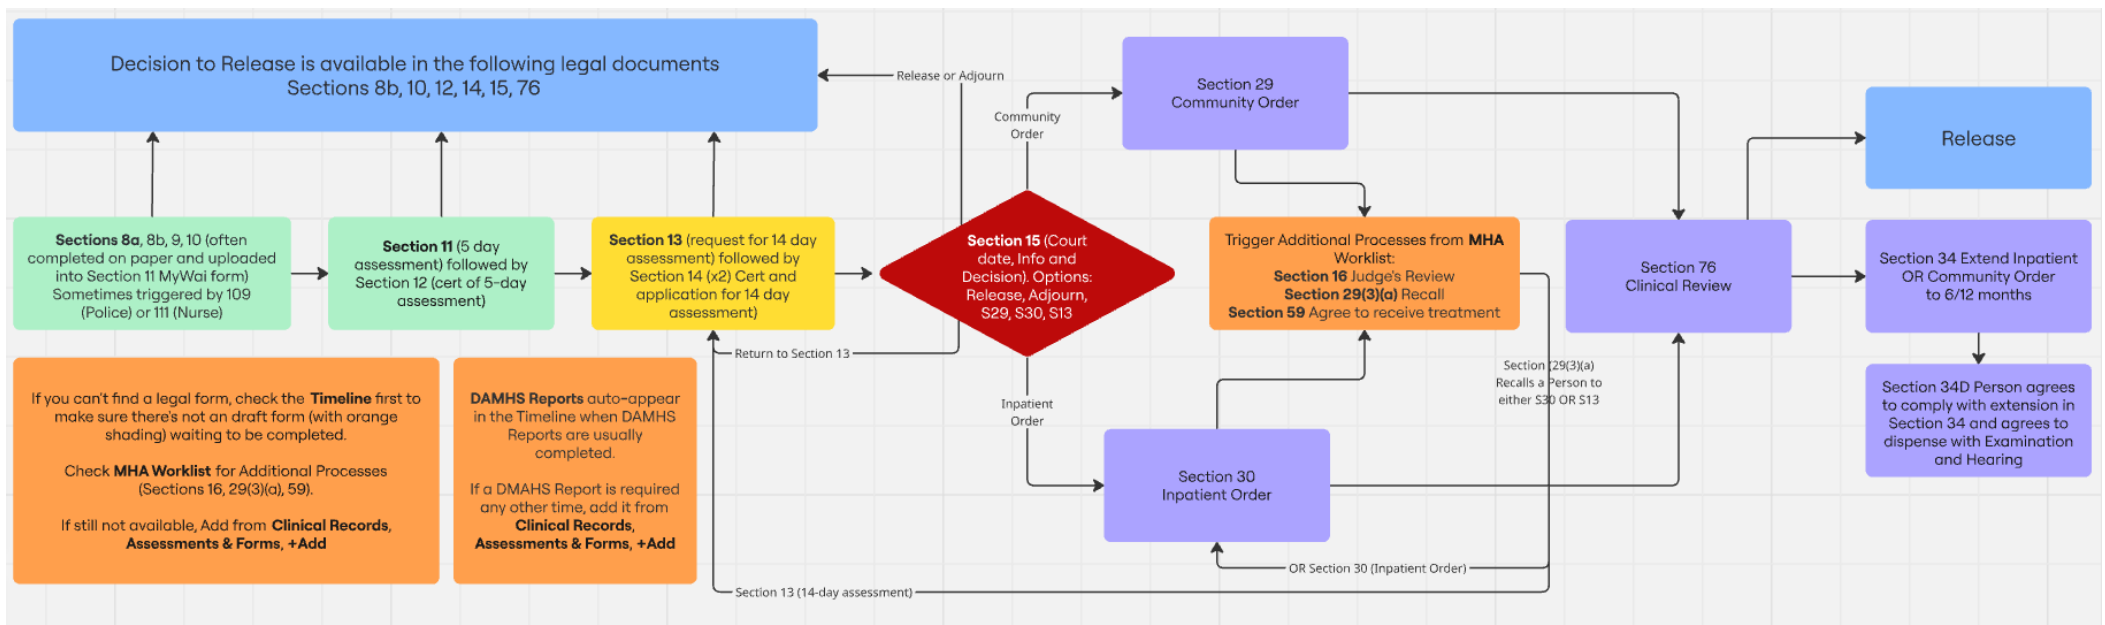 Decision to Release is available in the following legal documents
Sections 8b, 10, 12, 14, 15, 76
Release or Adjourn
Community
Order
Section 29
Community Order
Release
Sections 8a, 8b, 9, 10 (often
completed on paper and uploaded
into Section 11 MyWai form)
Sometimes triggered by 109
(Police) or 111 (Nurse)
Section 11 (5 day
assessment) followed by
Section 12 (cert of 5-day
assessment)
Section 13 (request for 14 day
assessment) followed by
Section 14 (x2) Cert and
application for 14 day
assessment)
Section 15 (Court
date, Info and
Decision). Options:
Release, Adjourn,
S29, S30, S13
Trigger Additional Processes from MHA
Worklist:
Section 16 Judge's Review
Section 29(3)(a) Recall
Section 59 Agree to receive treatment
Section 76
Clinical Review
Section 34 Extend Inpatient
OR Community Order
to 6/12 months
Return to Section 13
Section (29(3)(a)
Recalls a Person to
either S30 OR S13
If you can't find a legal form, check the Timeline first to
make sure there's not an draft form (with orange
shading) waiting to be completed.
Check MHA Worklist for Additional Processes
(Sections 16, 29(3)(a), 59).
If still not available, Add from Clinical Records,
Assessments & Forms, +Add
DAMHS Reports auto-appear
in the Timeline when DAMHS
Reports are usually
completed.
If a DMAHS Report is required
any other time, add it from
Clinical Records,
Assessments & Forms, +Add
Inpatient
Order
Section 30
Inpatient Order
Section 34D Person agrees
to comply with extension in
Section 34 and agrees to
dispense with Examination
and Hearing
OR Section 30 (Inpatient Order)
Section 13 (14-day assessment)